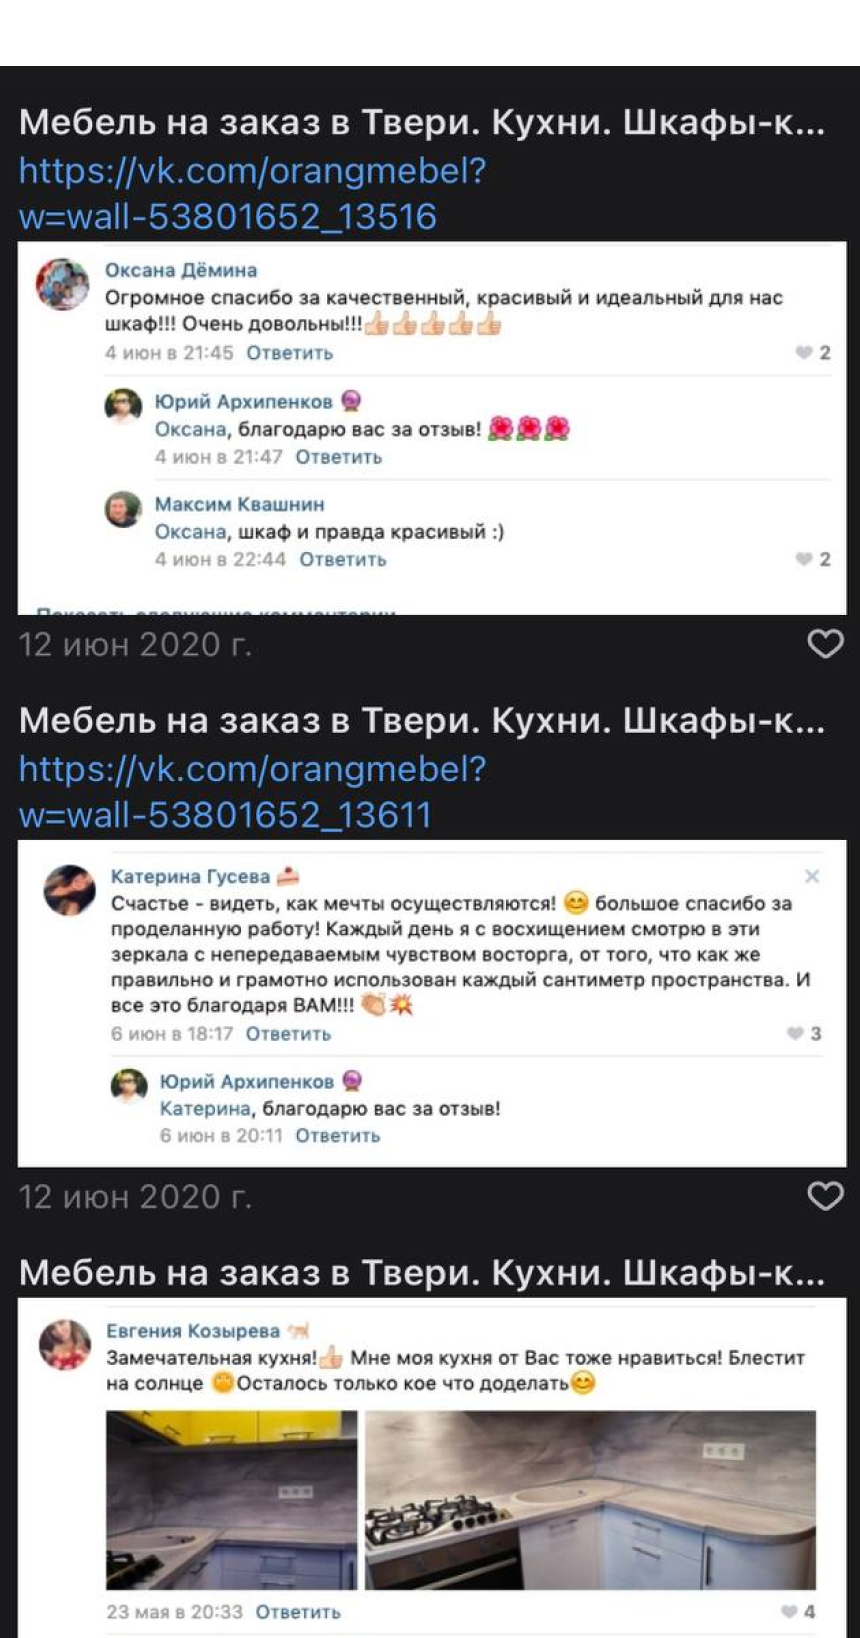 Мебель на заказ в Твери. Кухни. Шкафы-к...
https://vk.com/orangmebel?
w=wall-53801652_13516
Оксана Дёмина
Огромное спасибо за качественный, красивый и идеальный для нас
шкаф!!! Очень довольны!!!👍👍👍👍👍
4 июн в 21:45 Ответить 2
Юрий Архипенков 🔮
Оксана, благодарю вас за отзыв! 🌺🌺🌺
4 июн в 21:47 Ответить
Максим Квашнин
Оксана, шкаф и правда красивый :)
4 июн в 22:44 Ответить 2
Показать следующие комментарии
12 июн 2020 г.
Мебель на заказ в Твери. Кухни. Шкафы-к...
https://vk.com/orangmebel?
w=wall-53801652_13611
Катерина Гусева 🍰
Счастье - видеть, как мечты осуществляются! 😊 большое спасибо за
проделанную работу! Каждый день я с восхищением смотрю в эти
зеркала с непередаваемым чувством восторга, от того, что как же
правильно и грамотно использован каждый сантиметр пространства. И
все это благодаря ВАМ!!! 👏💥
6 июн в 18:17 Ответить 3
Юрий Архипенков 🔮
Катерина, благодарю вас за отзыв!
6 июн в 20:11 Ответить
12 июн 2020 г.
Мебель на заказ в Твери. Кухни. Шкафы-к...
Евгения Козырева 🐈
Замечательная кухня!👍 Мне моя кухня от Вас тоже нравиться! Блестит
на солнце 🌞Осталось только кое что доделать😊
23 мая в 20:33 Ответить 4